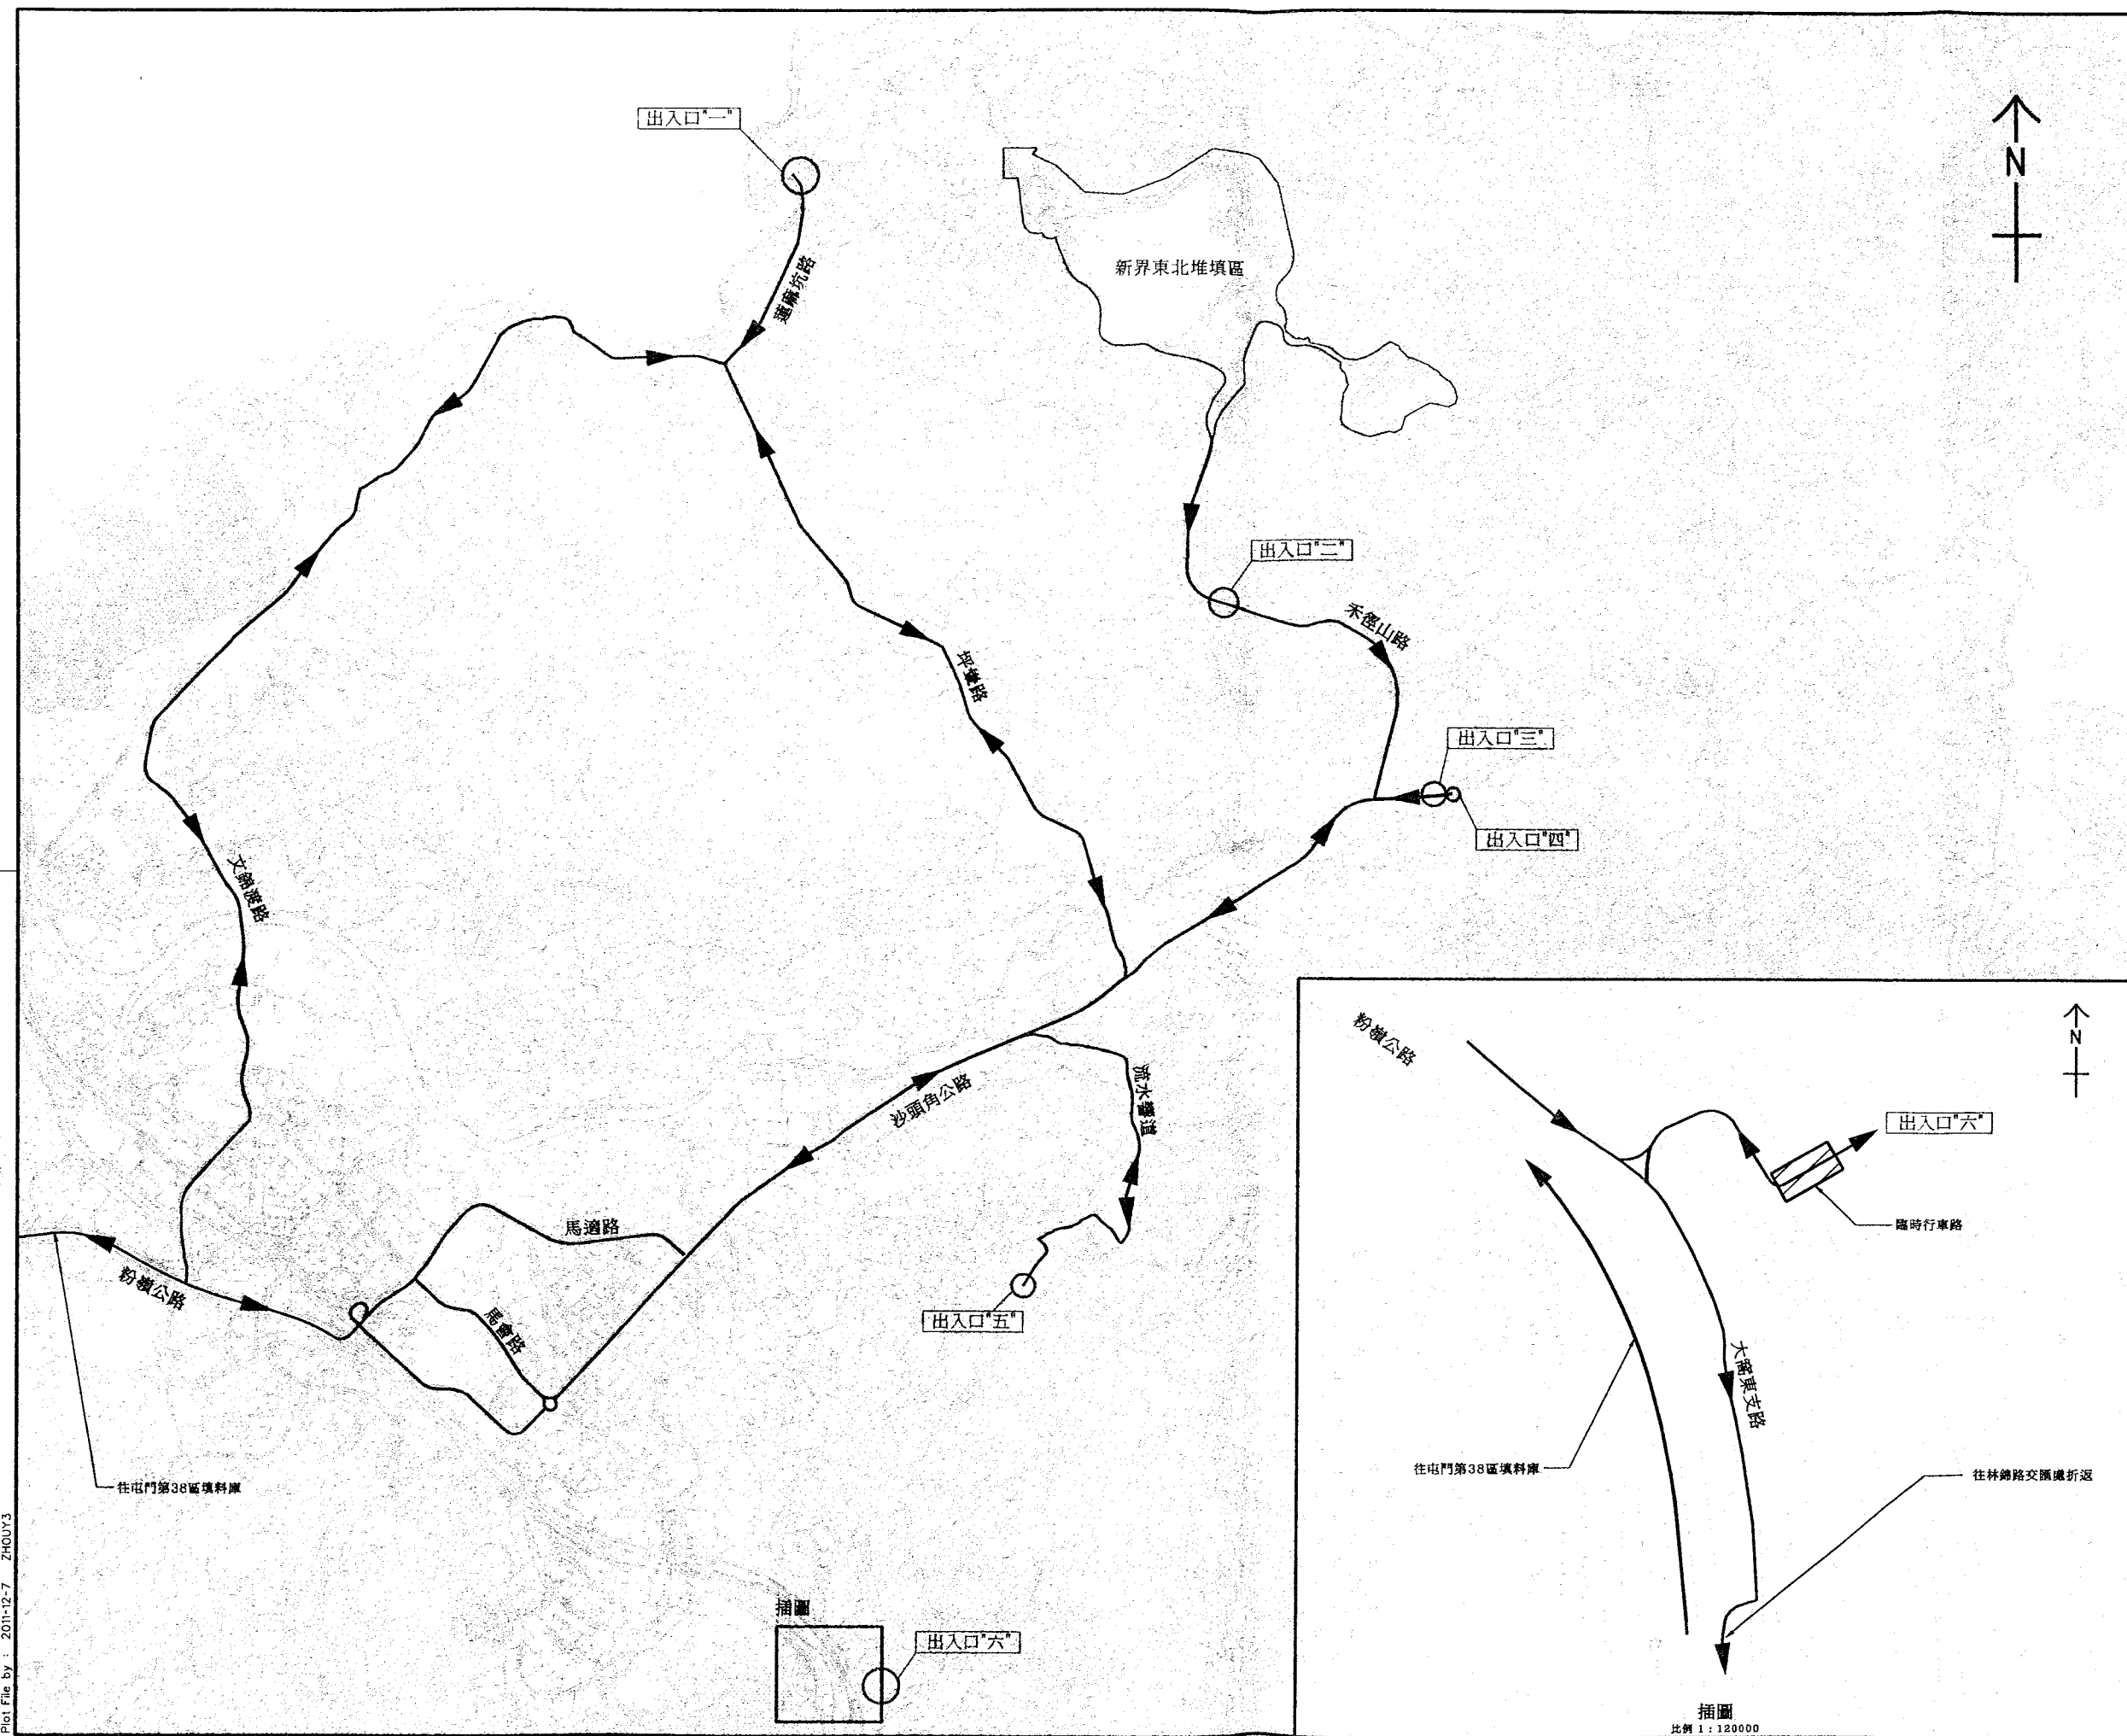 出入口"一"
N
新界東北堆填區
蓮麻坑路
出入口"二"
禾徑山路
坪輋路
出入口"三"
出入口"四"
文錦渡路
粉嶺公路
N
沙頭角公路
流水響道
出入口"六"
馬適路
臨時行車路
粉嶺公路
馬會路
出入口"五"
大窩東支路
往屯門第38區填料庫
往林錦路交匯處折返
往屯門第38區填料庫
插圖
出入口"六"
插圖
比例 1 : 120000
Plot File by : 2011-12-7 ZHOUY3